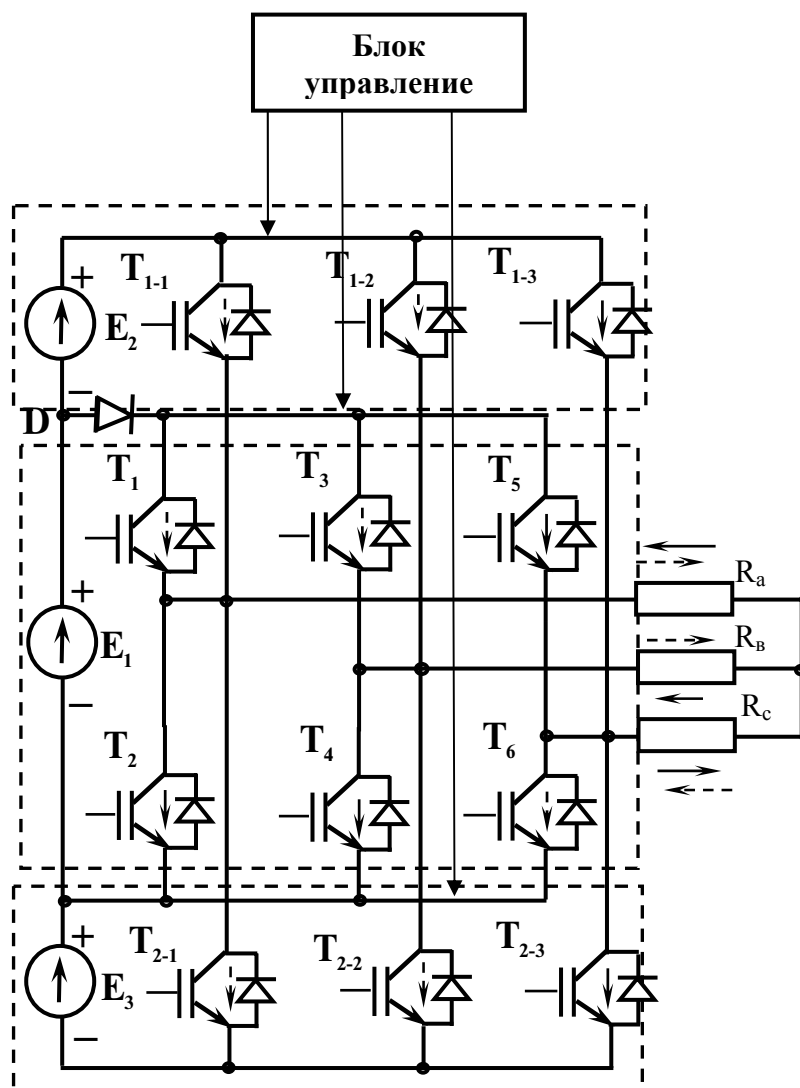 Блок
управление
+
T1-1
T1-2
T1-3
E2
−
D
T1
T3
T5
Ra
+
E1
Rв
−
Rc
T2
T4
T6
+
T2-1
T2-2
T2-3
E3
−